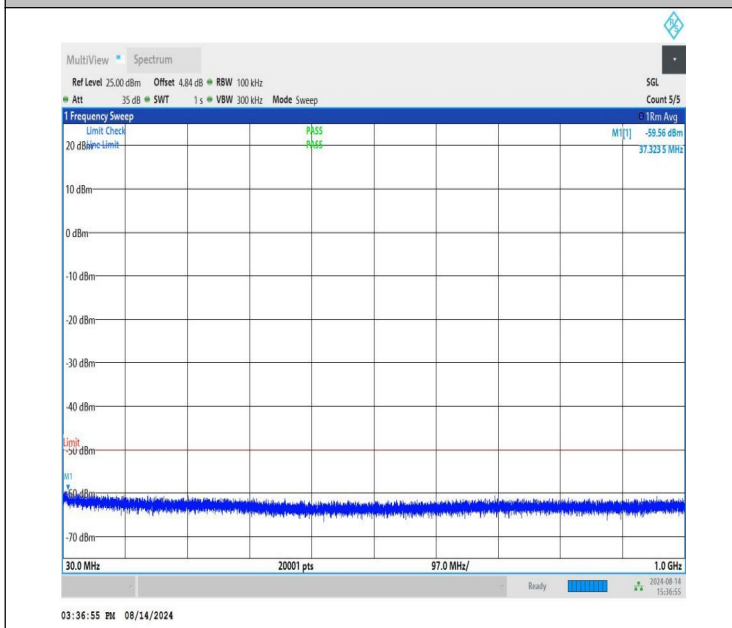 MultiView Spectrum
Ref Level 25.00 dBm Offset 4.84 dB RBW 100 kHz SGL
Att 35 dB SWT 1 s VBW 300 kHz Mode Sweep Count 5/5
1 Frequency Sweep 1Rm Avg
Limit Check PASS M1[1] -59.56 dBm
20 dBm Line Limit PASS 37.323 5 MHz
10 dBm
0 dBm
-10 dBm
-20 dBm
-30 dBm
-40 dBm
Limit
-50 dBm
M1
-60 dBm
-70 dBm
30.0 MHz 20001 pts 97.0 MHz/ 1.0 GHz
Ready 2024-08-14
15:36:55
03:36:55 PM 08/14/2024